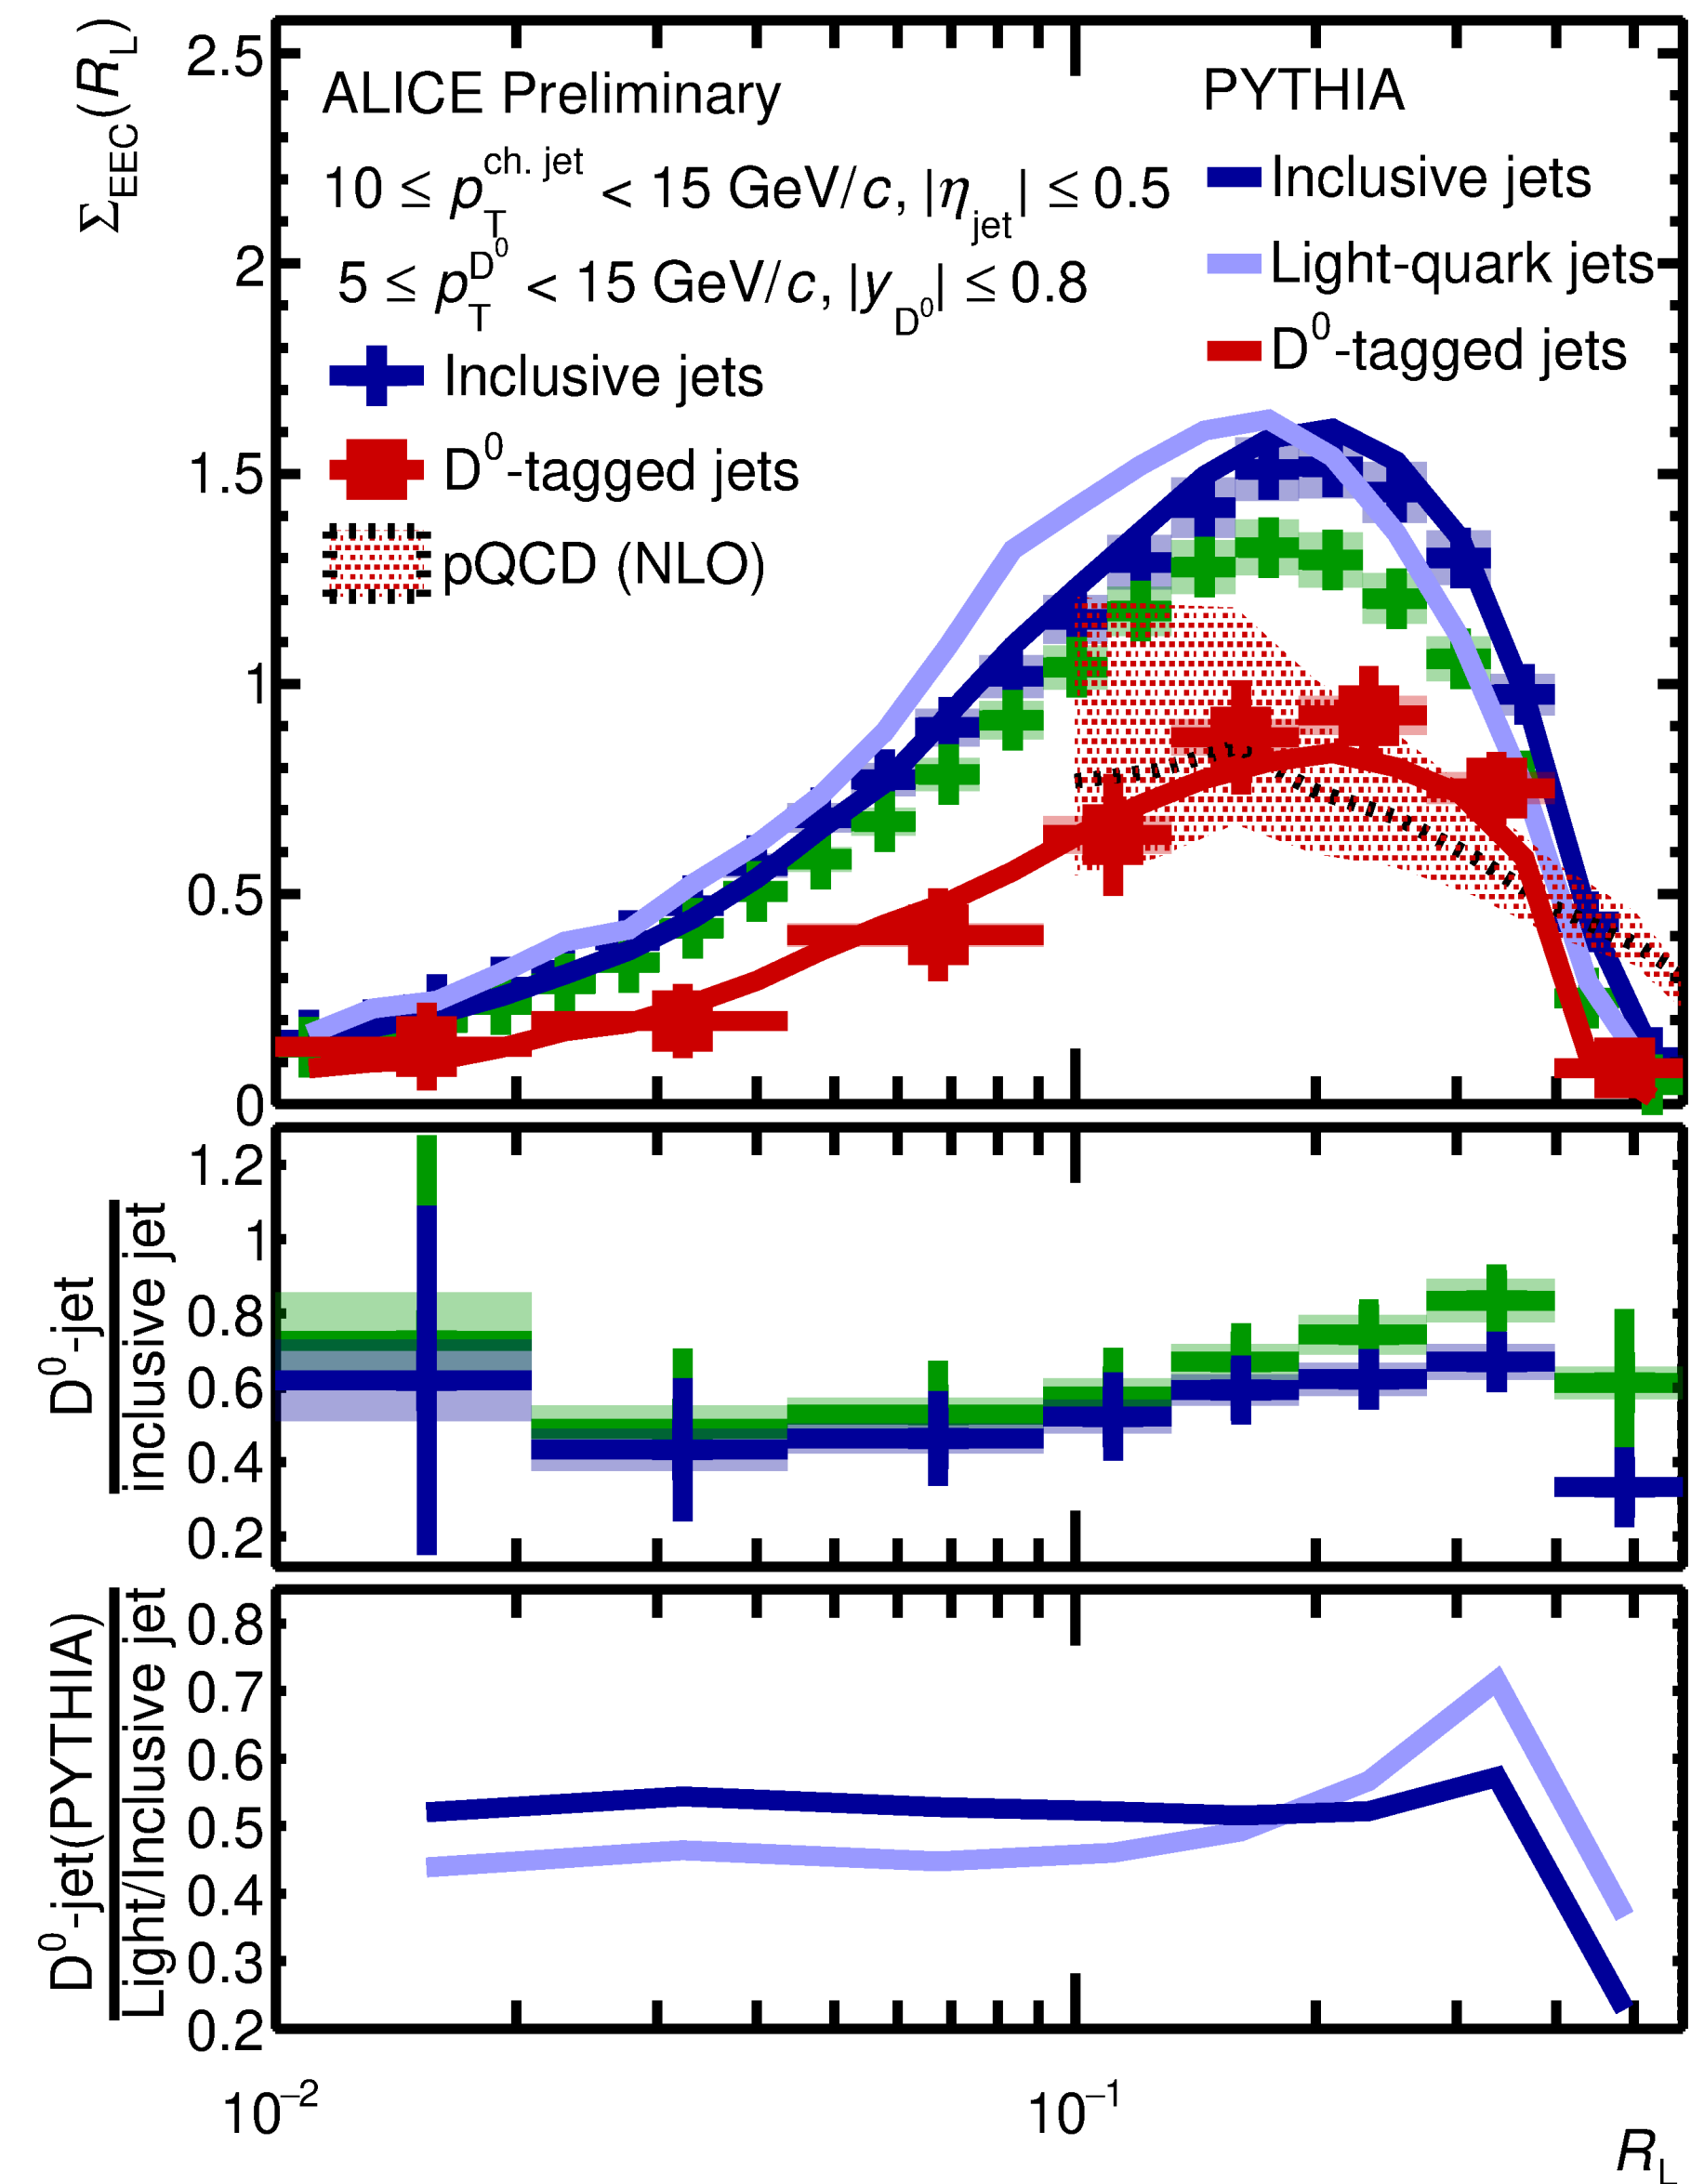 Σ_EEC(R_L)
2.5
2
1.5
1
0.5
0
ALICE Preliminary
10 ≤ p_T^ch. jet < 15 GeV/c, |η_jet| ≤ 0.5
5 ≤ p_T^D⁰ < 15 GeV/c, |y_D⁰| ≤ 0.8
Inclusive jets
D⁰-tagged jets
pQCD (NLO)
PYTHIA
Inclusive jets
Light-quark jets
D⁰-tagged jets
D⁰-jet
inclusive jet
1.2
1
0.8
0.6
0.4
0.2
D⁰-jet(PYTHIA)
Light/Inclusive jet
0.8
0.7
0.6
0.5
0.4
0.3
0.2
10⁻² 10⁻¹
R_L